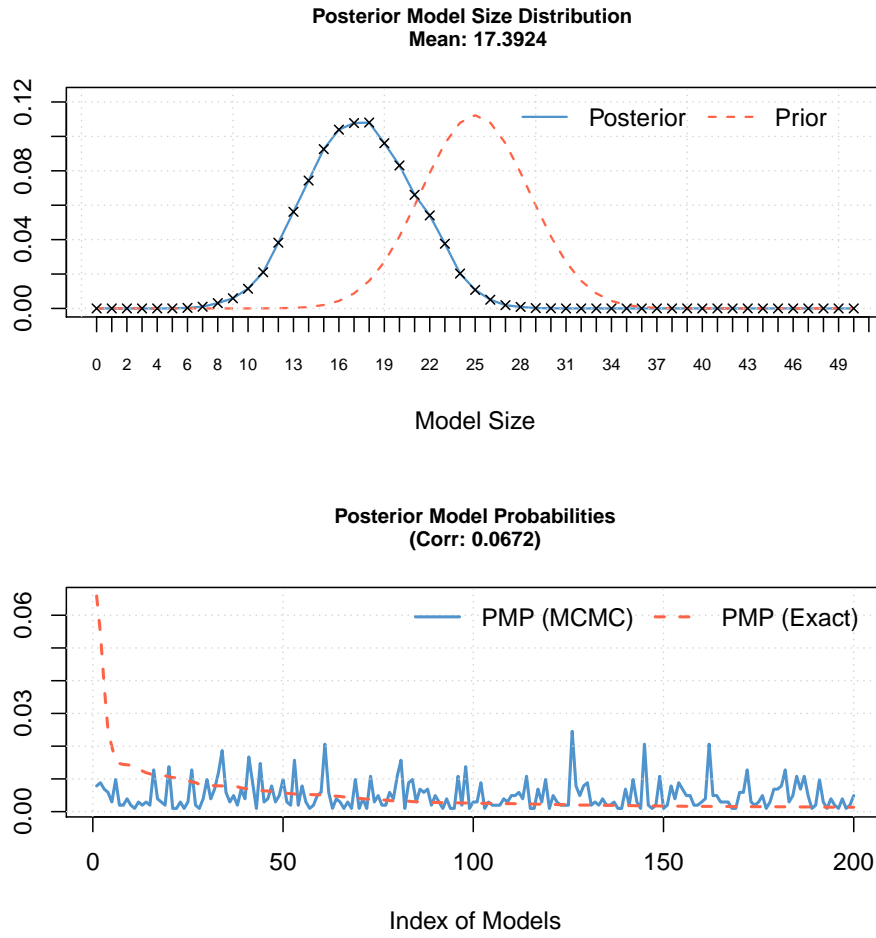 Posterior Model Size Distribution
Mean: 17.3924
0.00 0.04 0.08 0.12
Posterior Prior
0 2 4 6 8 10 13 16 19 22 25 28 31 34 37 40 43 46 49
Model Size
Posterior Model Probabilities
(Corr: 0.0672)
0.00 0.03 0.06
PMP (MCMC) PMP (Exact)
0 50 100 150 200
Index of Models